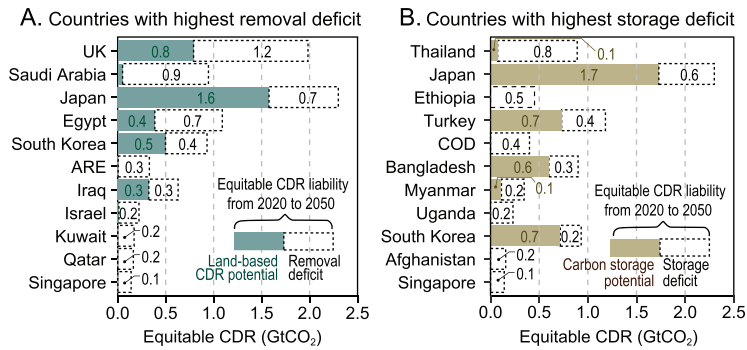 A. Countries with highest removal deficit
UK 0.8 1.2
Saudi Arabia 0.9
Japan 1.6 0.7
Egypt 0.4 0.7
South Korea 0.5 0.4
ARE 0.3
Iraq 0.3 0.3
Israel 0.2
Kuwait 0.2
Qatar 0.2
Singapore 0.1
Equitable CDR liability
from 2020 to 2050
Land-based
CDR potential
Removal
deficit
0.0 0.5 1.0 1.5 2.0 2.5
Equitable CDR (GtCO₂)
B. Countries with highest storage deficit
Thailand 0.8 0.1
Japan 1.7 0.6
Ethiopia 0.5
Turkey 0.7 0.4
COD 0.4
Bangladesh 0.6 0.3
Myanmar 0.2 0.1
Uganda 0.2
South Korea 0.7 0.2
Afghanistan 0.2
Singapore 0.1
Equitable CDR liability
from 2020 to 2050
Carbon storage
potential
Storage
deficit
0.0 0.5 1.0 1.5 2.0 2.5
Equitable CDR (GtCO₂)